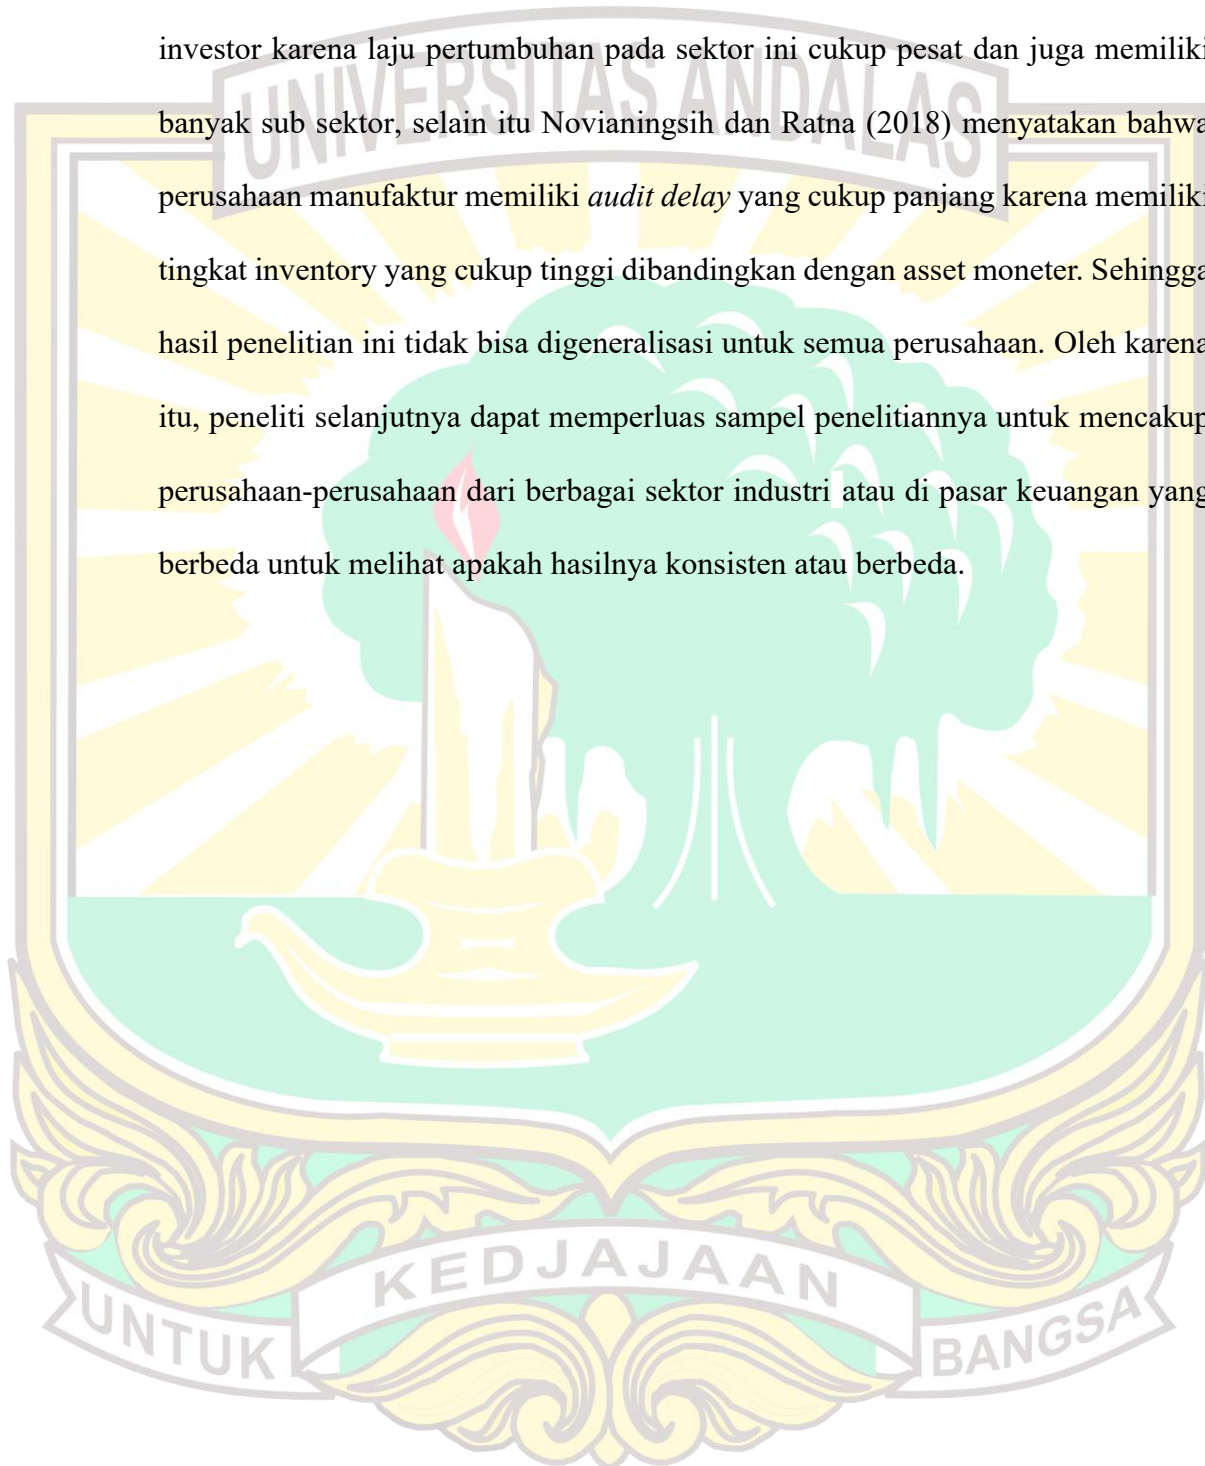 investor karena laju pertumbuhan pada sektor ini cukup pesat dan juga memiliki
UNIVERSITAS ANDALAS
banyak sub sektor, selain itu Novianingsih dan Ratna (2018) menyatakan bahwa
perusahaan manufaktur memiliki audit delay yang cukup panjang karena memiliki
tingkat inventory yang cukup tinggi dibandingkan dengan asset moneter. Sehingga
hasil penelitian ini tidak bisa digeneralisasi untuk semua perusahaan. Oleh karena
itu, peneliti selanjutnya dapat memperluas sampel penelitiannya untuk mencakup
perusahaan-perusahaan dari berbagai sektor industri atau di pasar keuangan yang
berbeda untuk melihat apakah hasilnya konsisten atau berbeda.
UNTUK KEDJAJAAN BANGSA